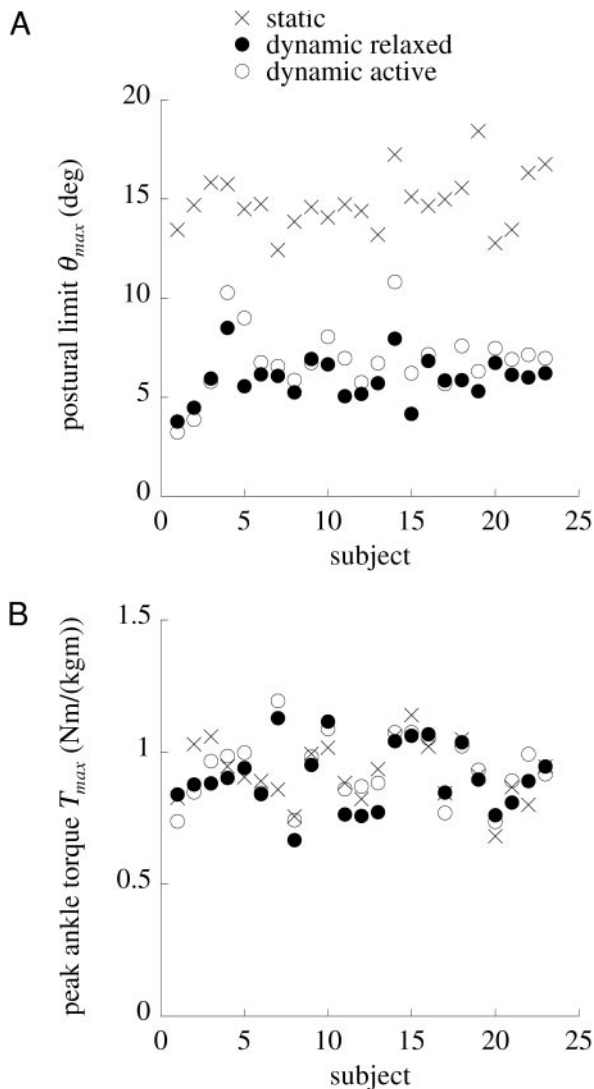 A
× static
● dynamic relaxed
○ dynamic active
20
15
10
5
0
postural limit θmax (deg)
0 5 10 15 20 25
subject
B
1.5
1
0.5
0
peak ankle torque Tmax (Nm/(kgm))
0 5 10 15 20 25
subject